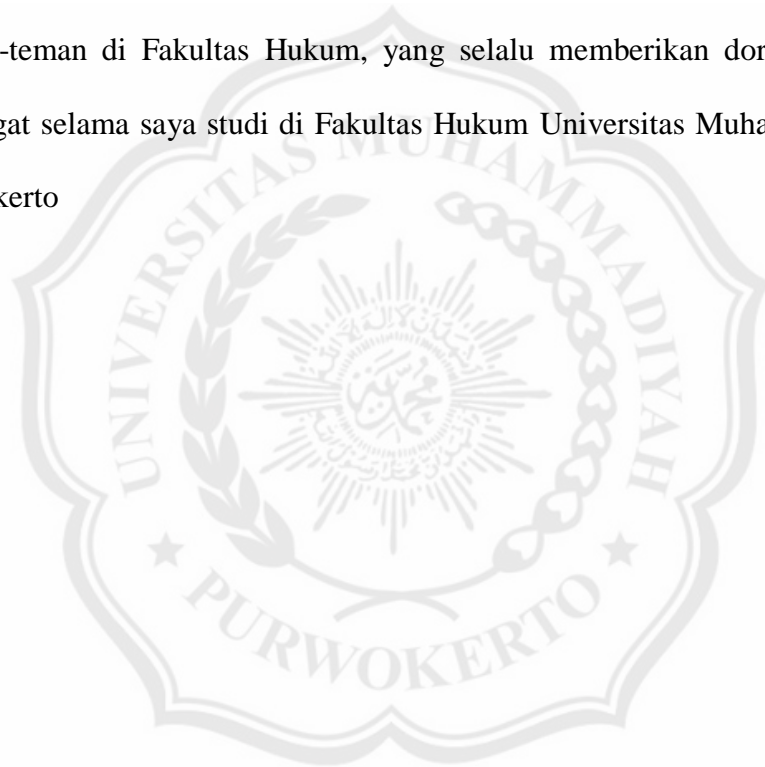 -teman di Fakultas Hukum, yang selalu memberikan dor
gat selama saya studi di Fakultas Hukum Universitas Muha
kerto
UNIVERSITAS MUHAMMADIYAH
PURWOKERTO